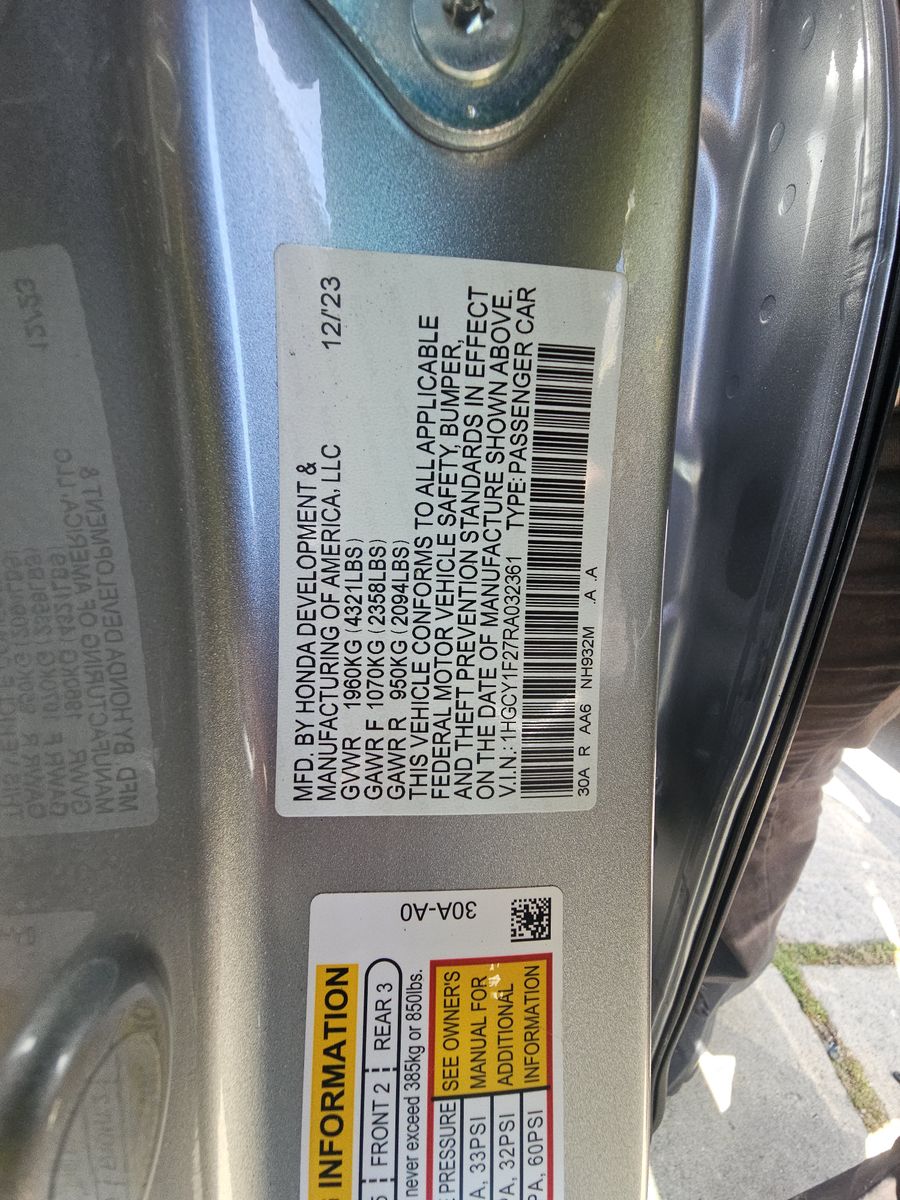 MFD. BY HONDA DEVELOPMENT &
MANUFACTURING OF AMERICA, LLC 12/'23
GVWR 1960KG (4321LBS)
GAWR F 1070KG (2358LBS)
GAWR R 950KG (2094LBS)
THIS VEHICLE CONFORMS TO ALL APPLICABLE
FEDERAL MOTOR VEHICLE SAFETY, BUMPER,
AND THEFT PREVENTION STANDARDS IN EFFECT
ON THE DATE OF MANUFACTURE SHOWN ABOVE.
V.I.N.: 1HGCY1F27RA032361 TYPE:PASSENGER CAR
30A R AA6 NH932M .A .A
30A-A0
INFORMATION
FRONT 2 REAR 3
never exceed 385kg or 850lbs.
PRESSURE SEE OWNER'S
33PSI MANUAL FOR
32PSI ADDITIONAL
60PSI INFORMATION